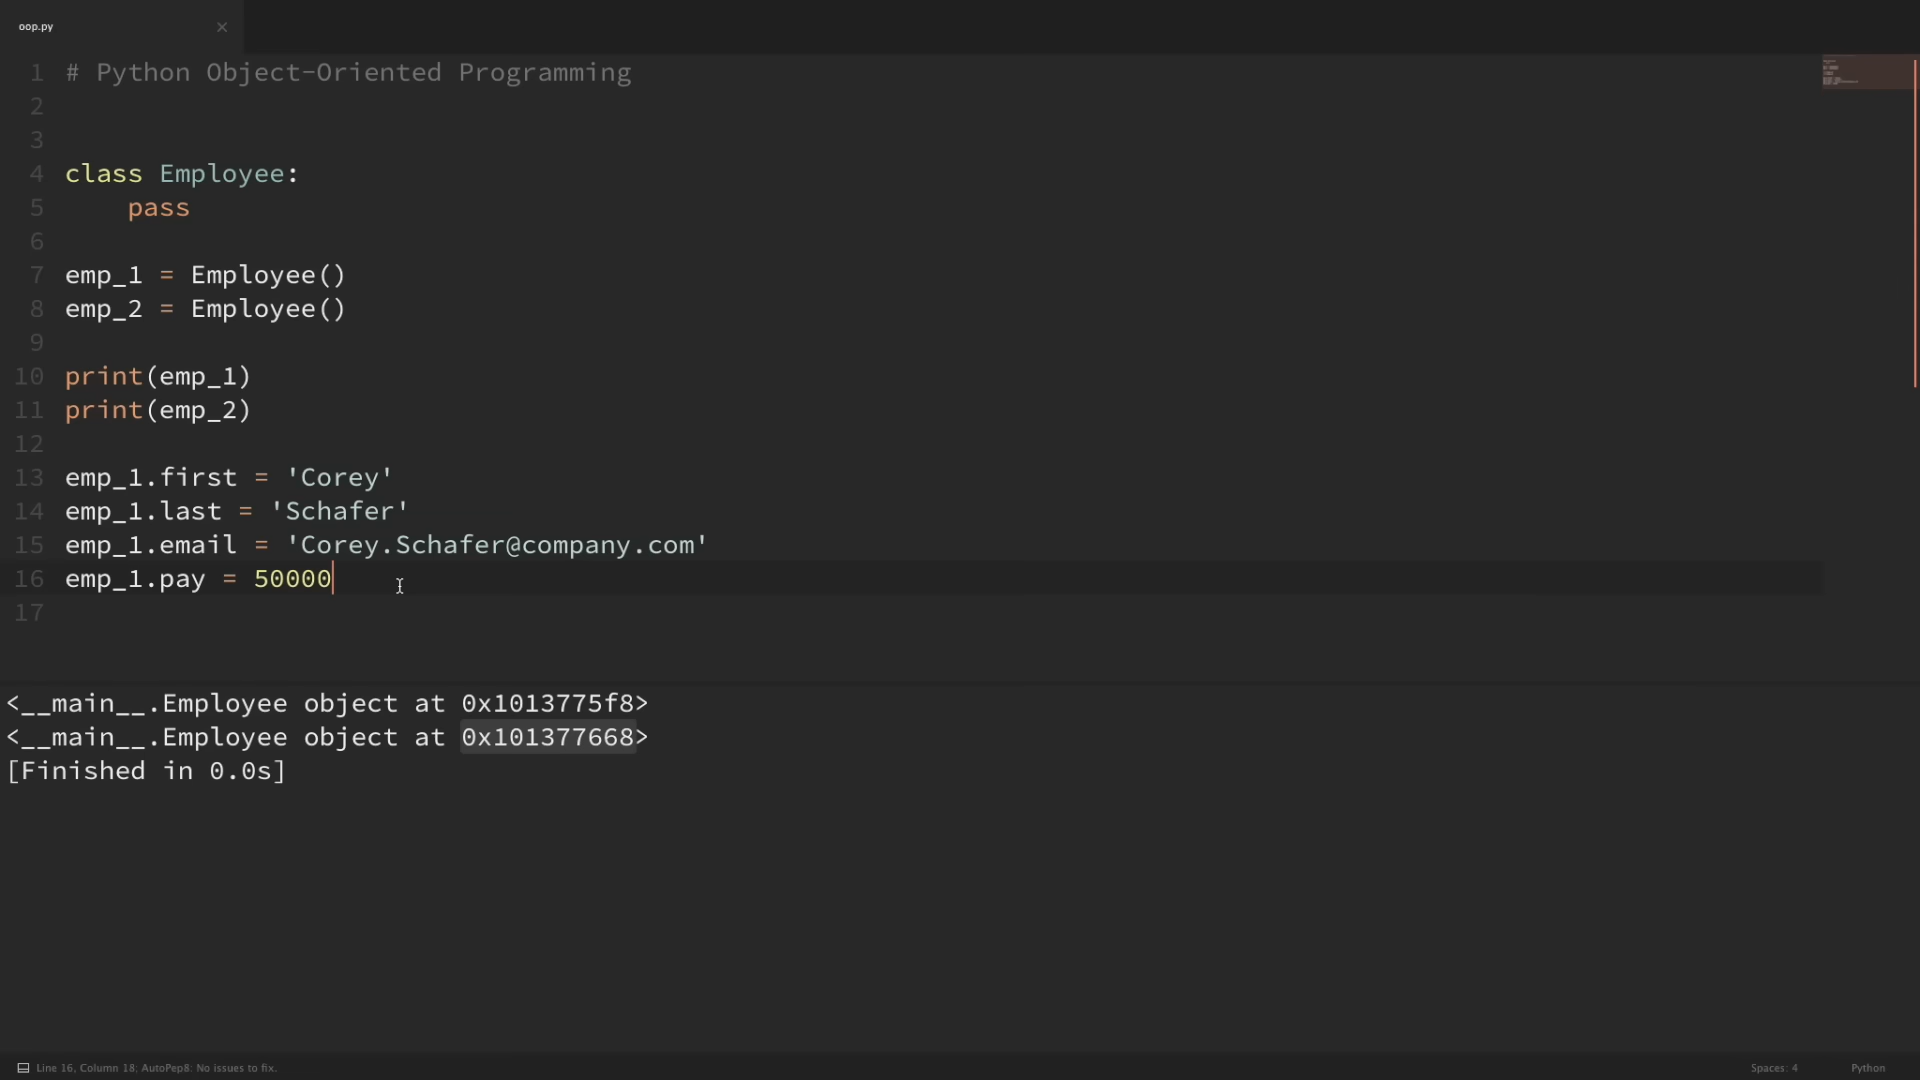 oop.py ×
1 # Python Object-Oriented Programming
2
3
4 class Employee:
5     pass
6
7 emp_1 = Employee()
8 emp_2 = Employee()
9
10 print(emp_1)
11 print(emp_2)
12
13 emp_1.first = 'Corey'
14 emp_1.last = 'Schafer'
15 emp_1.email = 'Corey.Schafer@company.com'
16 emp_1.pay = 50000
17
<__main__.Employee object at 0x1013775f8>
<__main__.Employee object at 0x101377668>
[Finished in 0.0s]
Line 16, Column 18; AutoPep8: No issues to fix. Spaces: 4 Python